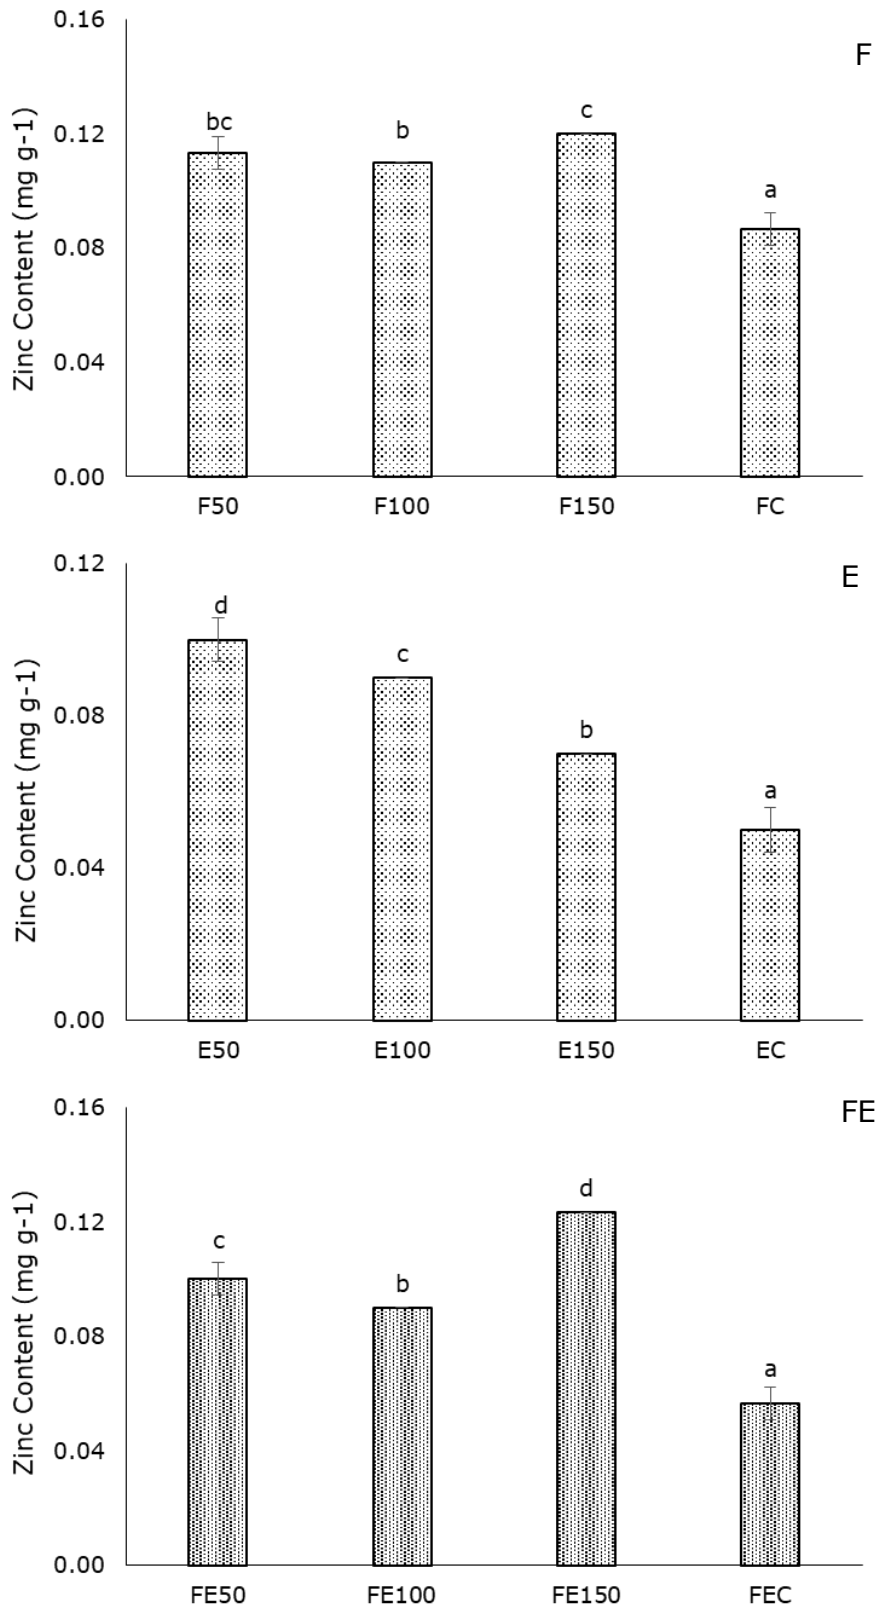 F
Zinc Content (mg g-1)
0.16
0.12
0.08
0.04
0.00
bc
b
c
a
F50 F100 F150 FC
E
Zinc Content (mg g-1)
0.12
0.08
0.04
0.00
d
c
b
a
E50 E100 E150 EC
FE
Zinc Content (mg g-1)
0.16
0.12
0.08
0.04
0.00
c
b
d
a
FE50 FE100 FE150 FEC